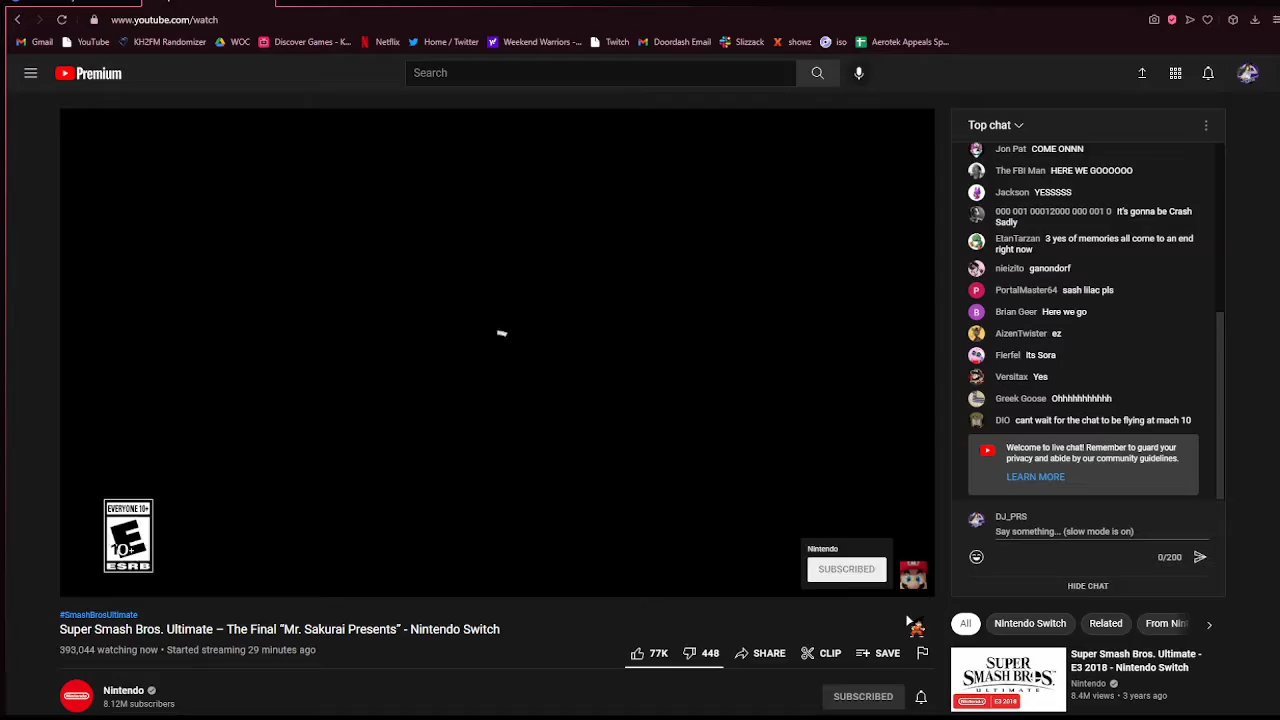 www.youtube.com/watch
Gmail
YouTube
KH2FM Randomizer
WOC
Discover Games - K...
Netflix
Home / Twitter
Weekend Warriors -...
Twitch
Doordash Email
Slizzack
showz
iso
Aerotek Appeals Sp...
Premium
Search
Top chat
Jon Pat COME ONNN
The FBI Man HERE WE GOOOOOO
Jackson YESSSSS
000 001 00012000 000 001 0 It's gonna be Crash
Sadly
EtanTarzan 3 yes of memories all come to an end
right now
nieizito ganondorf
P
PortalMaster64 sash lilac pls
B
Brian Geer Here we go
AizenTwister ez
Fierfel Its Sora
Versitax Yes
Greek Goose Ohhhhhhhhhh
DIO cant wait for the chat to be flying at mach 10
Welcome to live chat! Remember to guard your
privacy and abide by our community guidelines.
LEARN MORE
DJ_PRS
Say something... (slow mode is on)
0/200
HIDE CHAT
EVERYONE 10+
E
10+
ESRB
Nintendo
SUBSCRIBED
#SmashBrosUltimate
Super Smash Bros. Ultimate – The Final "Mr. Sakurai Presents" - Nintendo Switch
393,044 watching now • Started streaming 29 minutes ago
77K
448
SHARE
CLIP
SAVE
Nintendo
8.12M subscribers
SUBSCRIBED
All
Nintendo Switch
Related
From Nint
SUPER
SMASH BROS.
ULTIMATE
Nintendo
E3 2018
Super Smash Bros. Ultimate -
E3 2018 - Nintendo Switch
Nintendo
8.4M views • 3 years ago